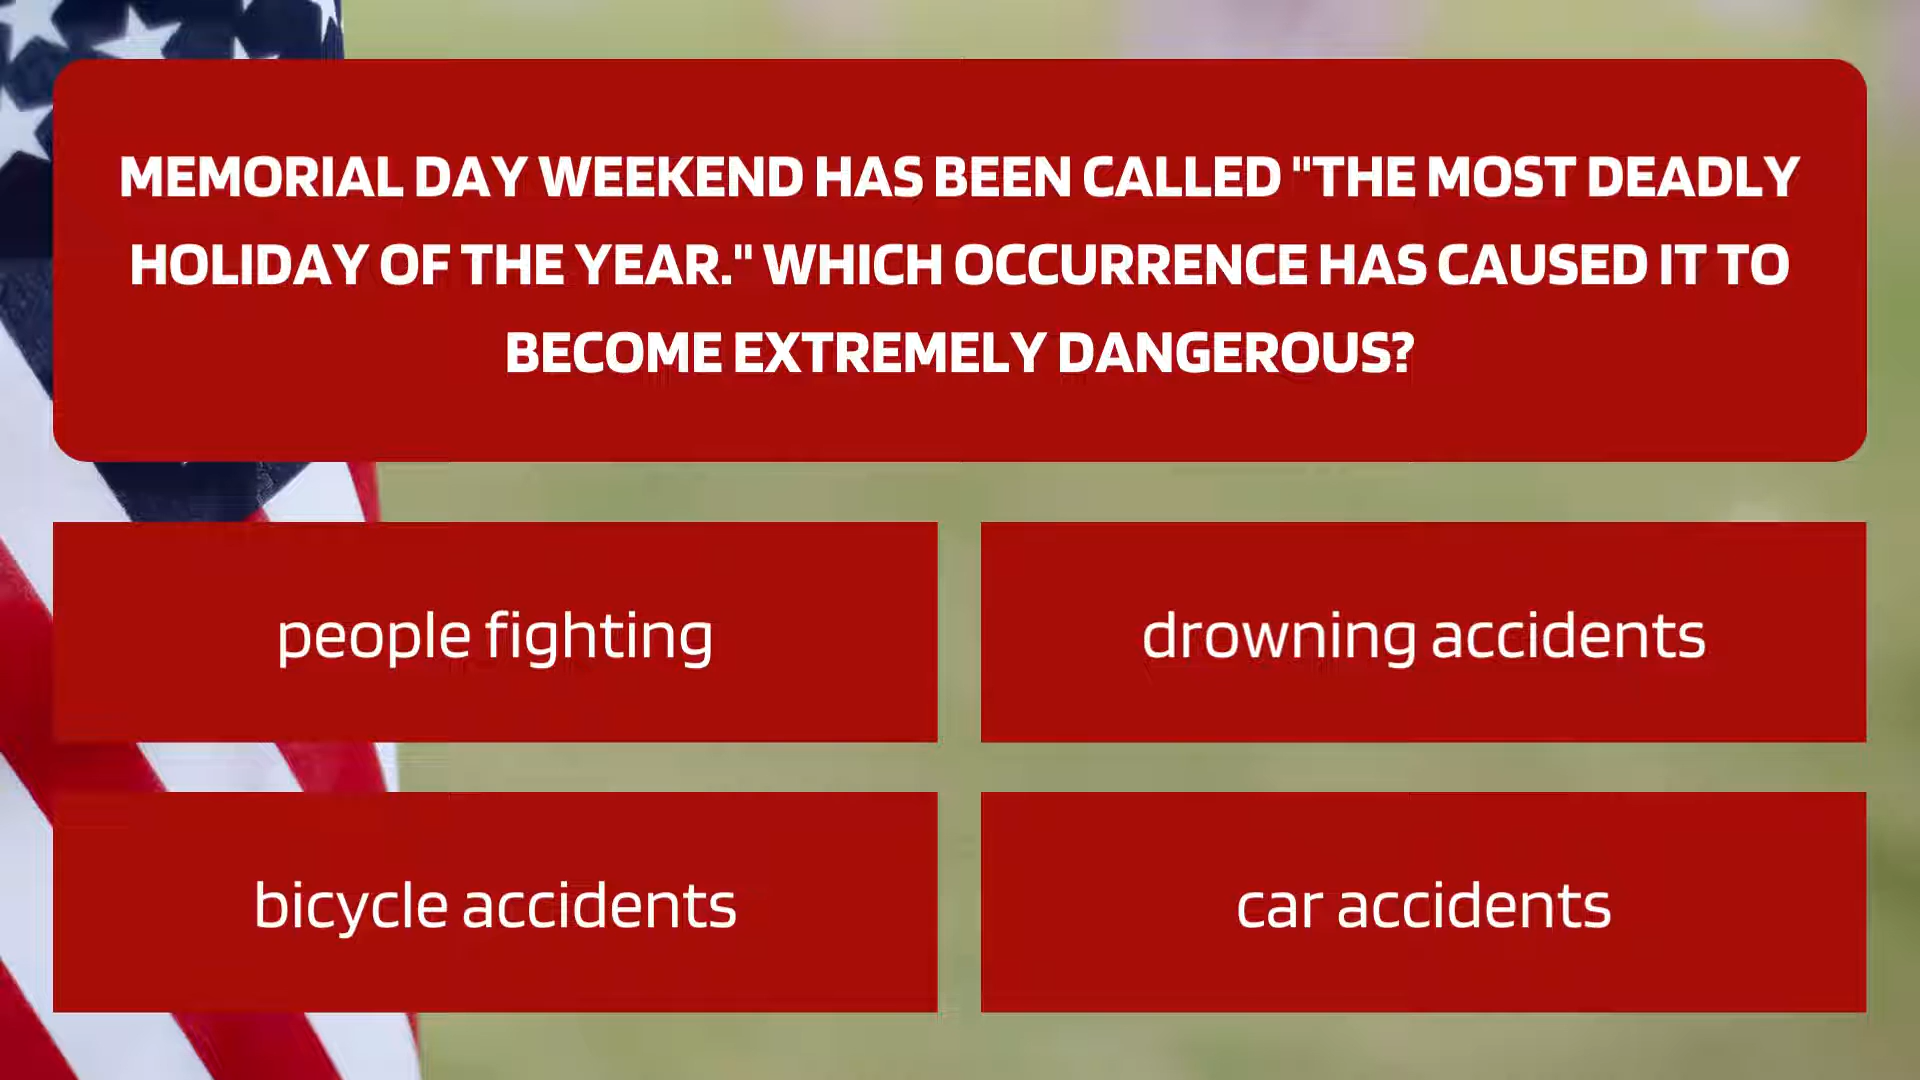 MEMORIAL DAY WEEKEND HAS BEEN CALLED "THE MOST DEADLY
HOLIDAY OF THE YEAR." WHICH OCCURRENCE HAS CAUSED IT TO
BECOME EXTREMELY DANGEROUS?
people fighting
drowning accidents
bicycle accidents
car accidents